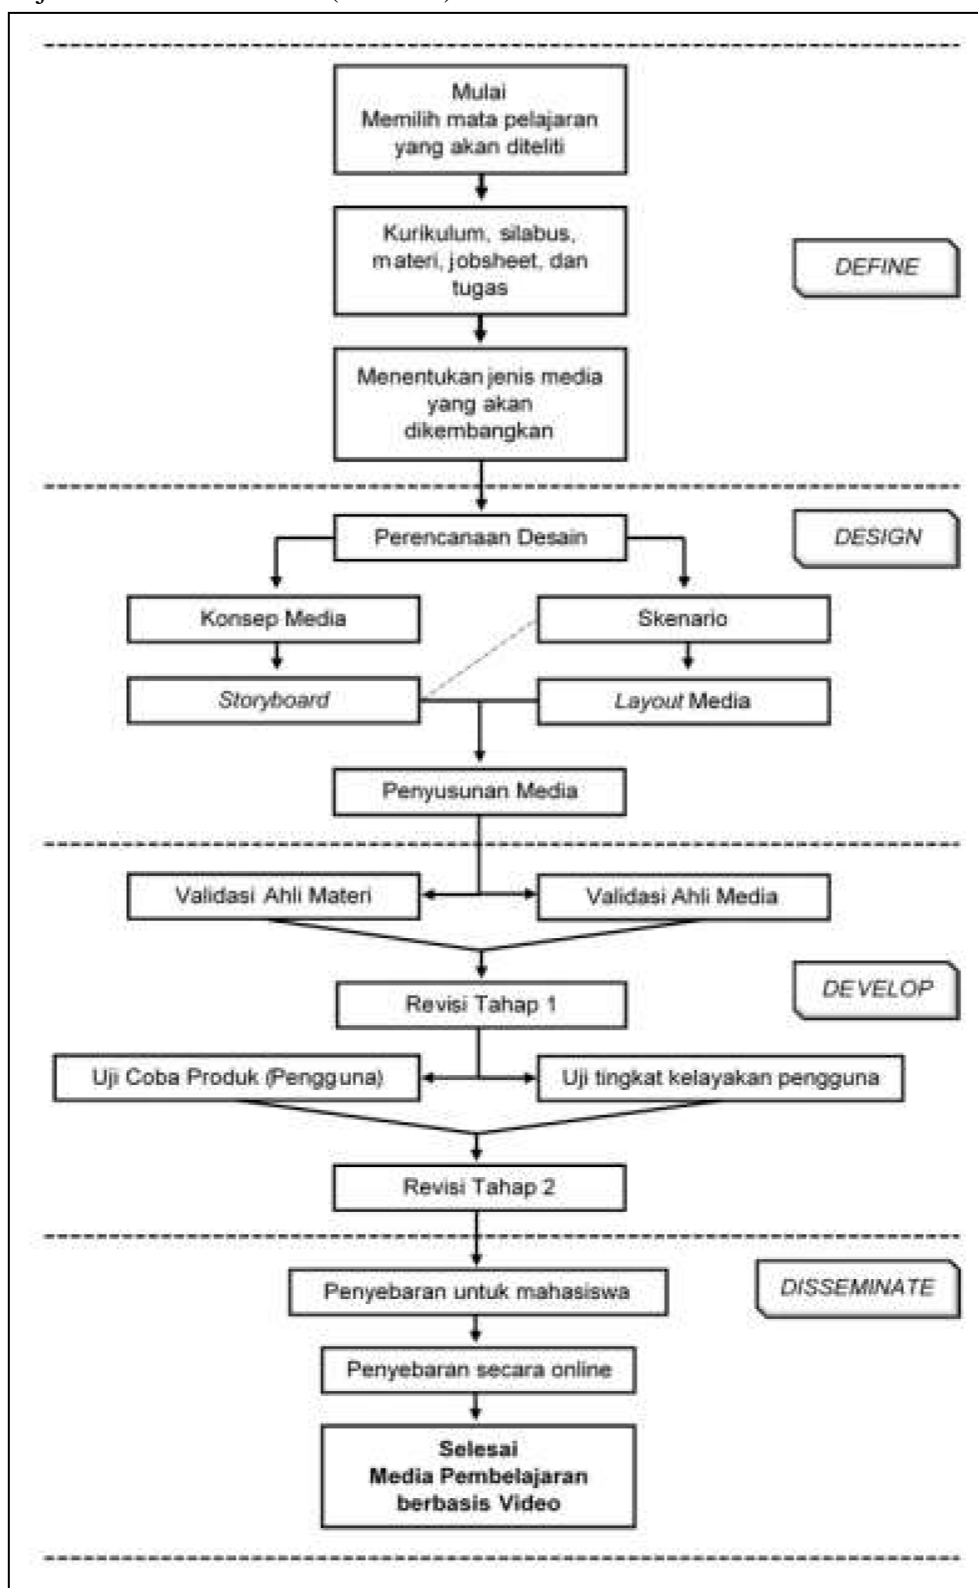 Mulai
Memilih mata pelajaran
yang akan diteliti
Kurikulum, silabus,
materi, jobsheet, dan
tugas
DEFINE
Menentukan jenis media
yang akan
dikembangkan
Perencanaan Desain
DESIGN
Konsep Media
Skenario
Storyboard
Layout Media
Penyusunan Media
Validasi Ahli Materi
Validasi Ahli Media
DEVELOP
Revisi Tahap 1
Uji Coba Produk (Pengguna)
Uji tingkat kelayakan pengguna
Revisi Tahap 2
Penyebaran untuk mahasiswa
DISSEMINATE
Penyebaran secara online
Selesai
Media Pembelajaran
berbasis Video